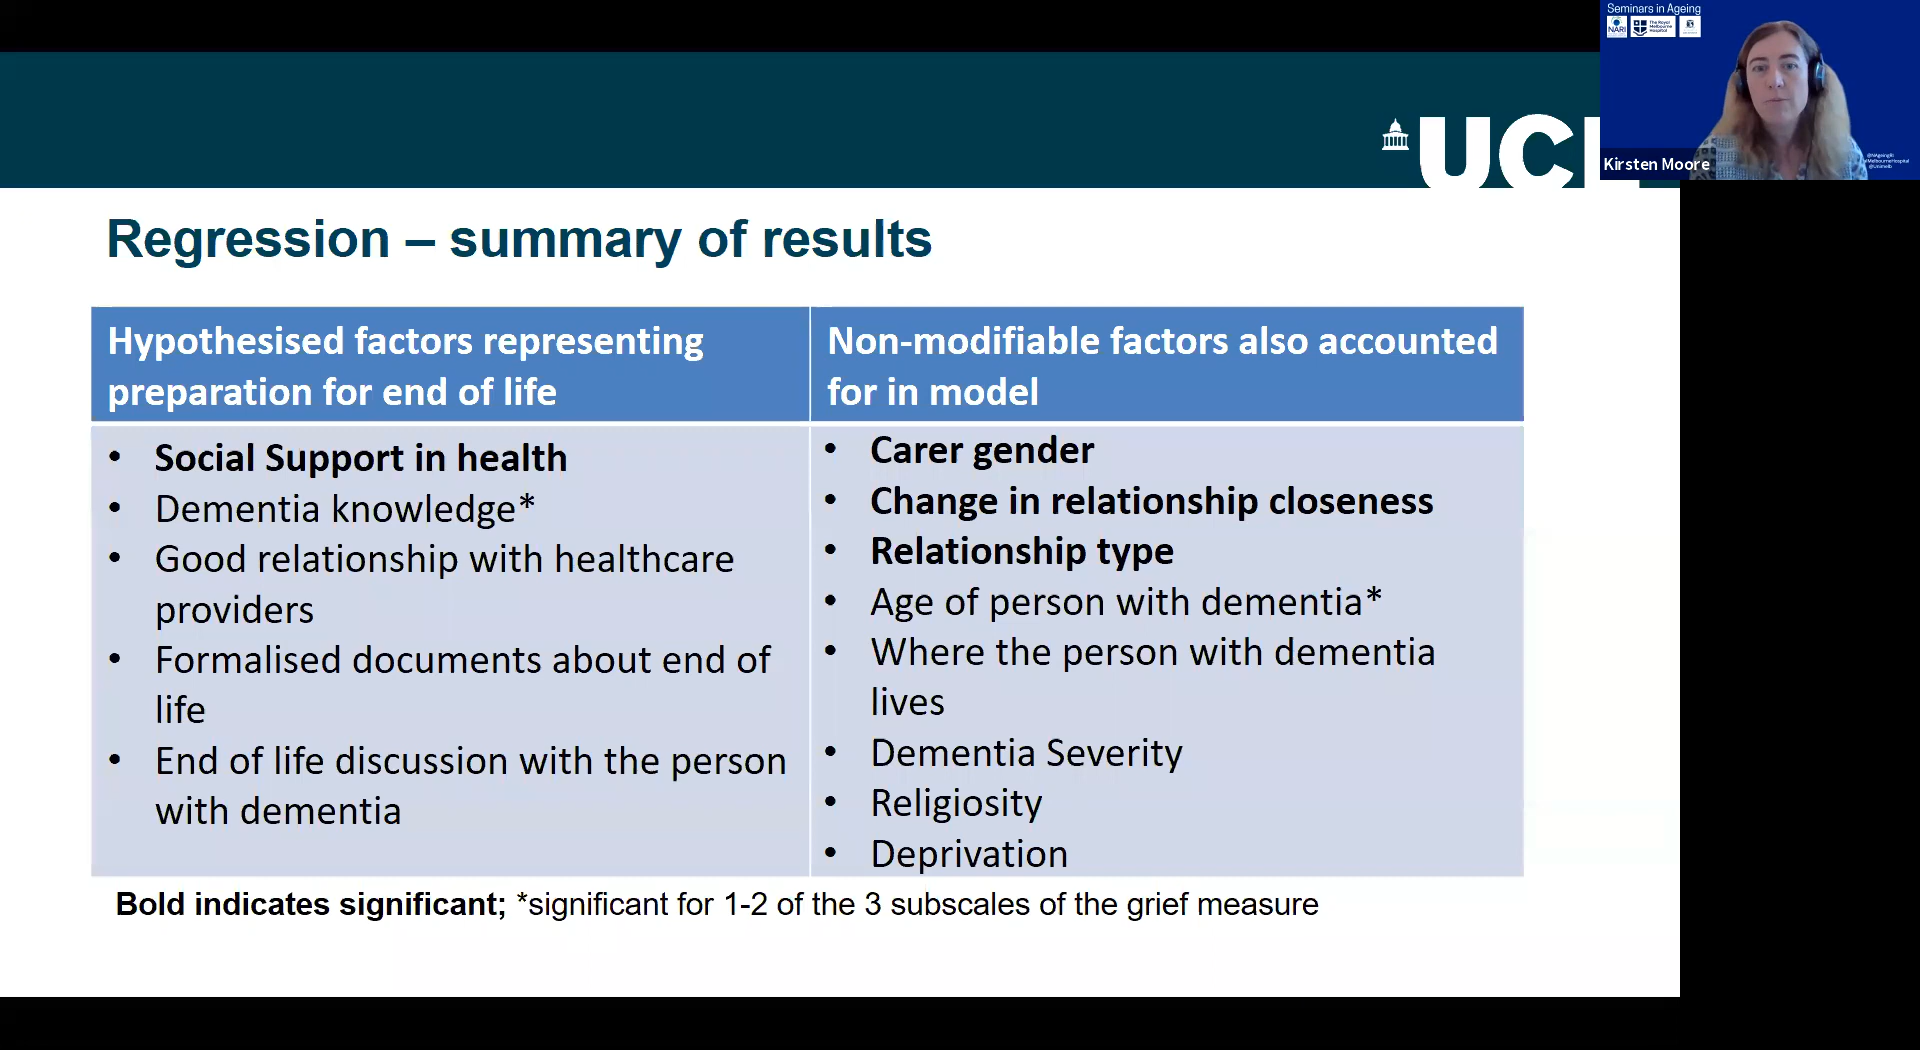 Seminars in Ageing
NARI
The Royal
Melbourne
Hospital
UCL
Kirsten Moore
Regression – summary of results
Hypothesised factors representing
preparation for end of life
Non-modifiable factors also accounted
for in model
• Social Support in health
• Dementia knowledge*
• Good relationship with healthcare
providers
• Formalised documents about end of
life
• End of life discussion with the person
with dementia
• Carer gender
• Change in relationship closeness
• Relationship type
• Age of person with dementia*
• Where the person with dementia
lives
• Dementia Severity
• Religiosity
• Deprivation
Bold indicates significant; *significant for 1-2 of the 3 subscales of the grief measure